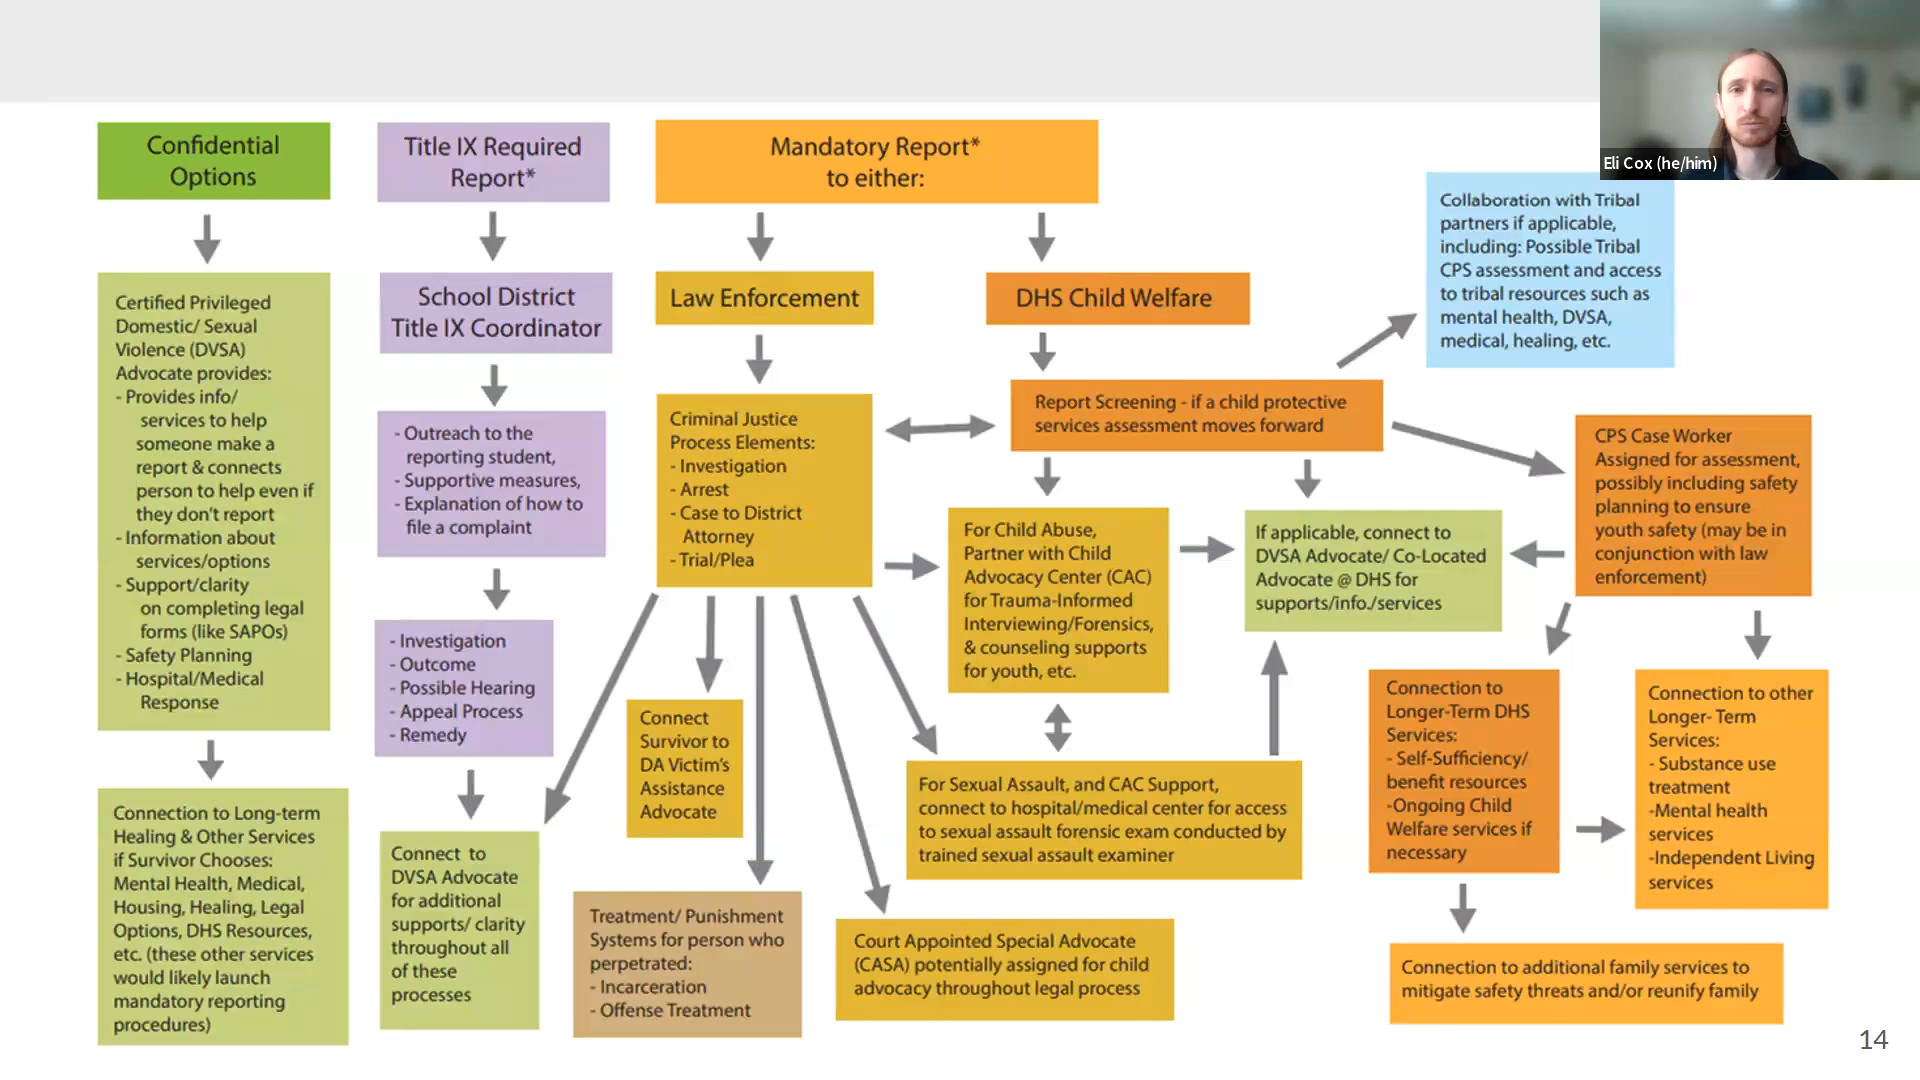 Confidential
Options
Title IX Required
Report*
Mandatory Report*
to either:
Eli Cox (he/him)
Collaboration with Tribal
partners if applicable,
including: Possible Tribal
CPS assessment and access
to tribal resources such as
mental health, DVSA,
medical, healing, etc.
Certified Privileged
Domestic/ Sexual
Violence (DVSA)
Advocate provides:
- Provides info/
services to help
someone make a
report & connects
person to help even if
they don't report
- Information about
services/options
- Support/clarity
on completing legal
forms (like SAPOs)
- Safety Planning
- Hospital/Medical
Response
Connection to Long-term
Healing & Other Services
if Survivor Chooses:
Mental Health, Medical,
Housing, Healing, Legal
Options, DHS Resources,
etc. (these other services
would likely launch
mandatory reporting
procedures)
School District
Title IX Coordinator
- Outreach to the
reporting student,
- Supportive measures,
- Explanation of how to
file a complaint
- Investigation
- Outcome
- Possible Hearing
- Appeal Process
- Remedy
Connect to
DVSA Advocate
for additional
supports/ clarity
throughout all
of these
processes
Law Enforcement
Criminal Justice
Process Elements:
- Investigation
- Arrest
- Case to District
Attorney
- Trial/Plea
Connect
Survivor to
DA Victim's
Assistance
Advocate
Treatment/ Punishment
Systems for person who
perpetrated:
- Incarceration
- Offense Treatment
DHS Child Welfare
Report Screening - if a child protective
services assessment moves forward
For Child Abuse,
Partner with Child
Advocacy Center (CAC)
for Trauma-Informed
Interviewing/Forensics,
& counseling supports
for youth, etc.
If applicable, connect to
DVSA Advocate/ Co-Located
Advocate @ DHS for
supports/info./services
CPS Case Worker
Assigned for assessment,
possibly including safety
planning to ensure
youth safety (may be in
conjunction with law
enforcement)
For Sexual Assault, and CAC Support,
connect to hospital/medical center for access
to sexual assault forensic exam conducted by
trained sexual assault examiner
Court Appointed Special Advocate
(CASA) potentially assigned for child
advocacy throughout legal process
Connection to
Longer-Term DHS
Services:
- Self-Sufficiency/
benefit resources
-Ongoing Child
Welfare services if
necessary
Connection to other
Longer- Term
Services:
- Substance use
treatment
-Mental health
services
-Independent Living
services
Connection to additional family services to
mitigate safety threats and/or reunify family
14